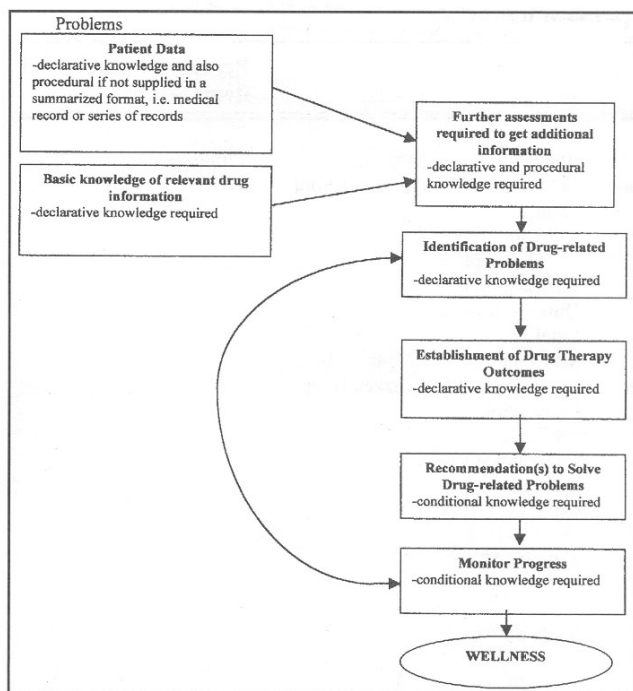 Problems
Patient Data
-declarative knowledge and also
procedural if not supplied in a
summarized format, i.e. medical
record or series of records
Basic knowledge of relevant drug
information
-declarative knowledge required
Further assessments
required to get additional
information
-declarative and procedural
knowledge required
Identification of Drug-related
Problems
-declarative knowledge required
Establishment of Drug Therapy
Outcomes
-declarative knowledge required
Recommendation(s) to Solve
Drug-related Problems
-conditional knowledge required
Monitor Progress
-conditional knowledge required
WELLNESS